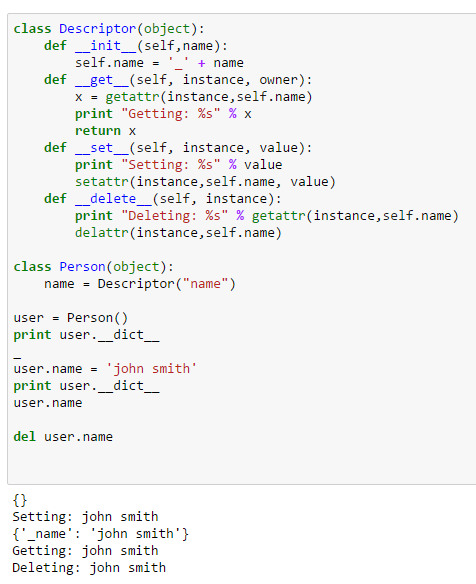 class Descriptor(object):
    def __init__(self,name):
        self.name = '_' + name
    def __get__(self, instance, owner):
        x = getattr(instance,self.name)
        print "Getting: %s" % x
        return x
    def __set__(self, instance, value):
        print "Setting: %s" % value
        setattr(instance,self.name, value)
    def __delete__(self, instance):
        print "Deleting: %s" % getattr(instance,self.name)
        delattr(instance,self.name)
class Person(object):
    name = Descriptor("name")
user = Person()
print user.__dict__
_
user.name = 'john smith'
print user.__dict__
user.name
del user.name
{}
Setting: john smith
{'_name': 'john smith'}
Getting: john smith
Deleting: john smith